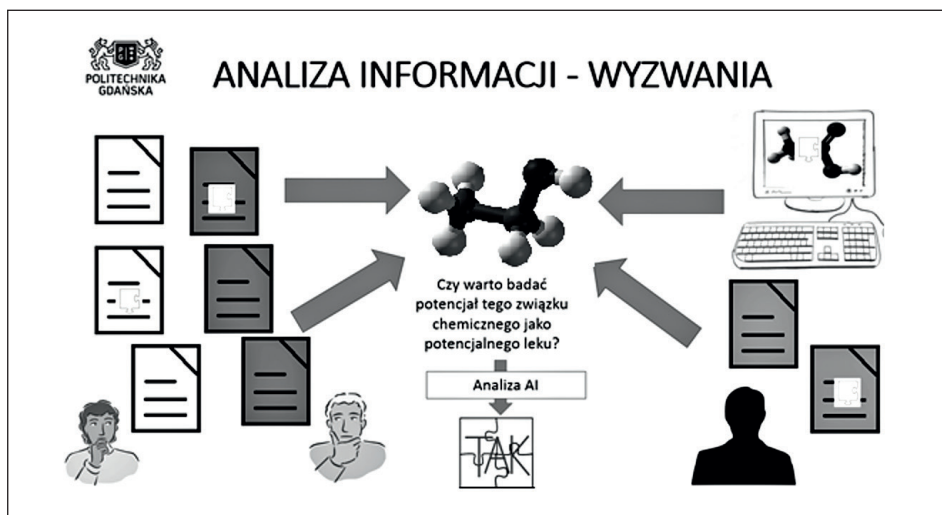 POLITECHNIKA
GDAŃSKA
ANALIZA INFORMACJI - WYZWANIA
Czy warto badać
potencjał tego związku
chemicznego jako
potencjalnego leku?
Analiza AI
TAK